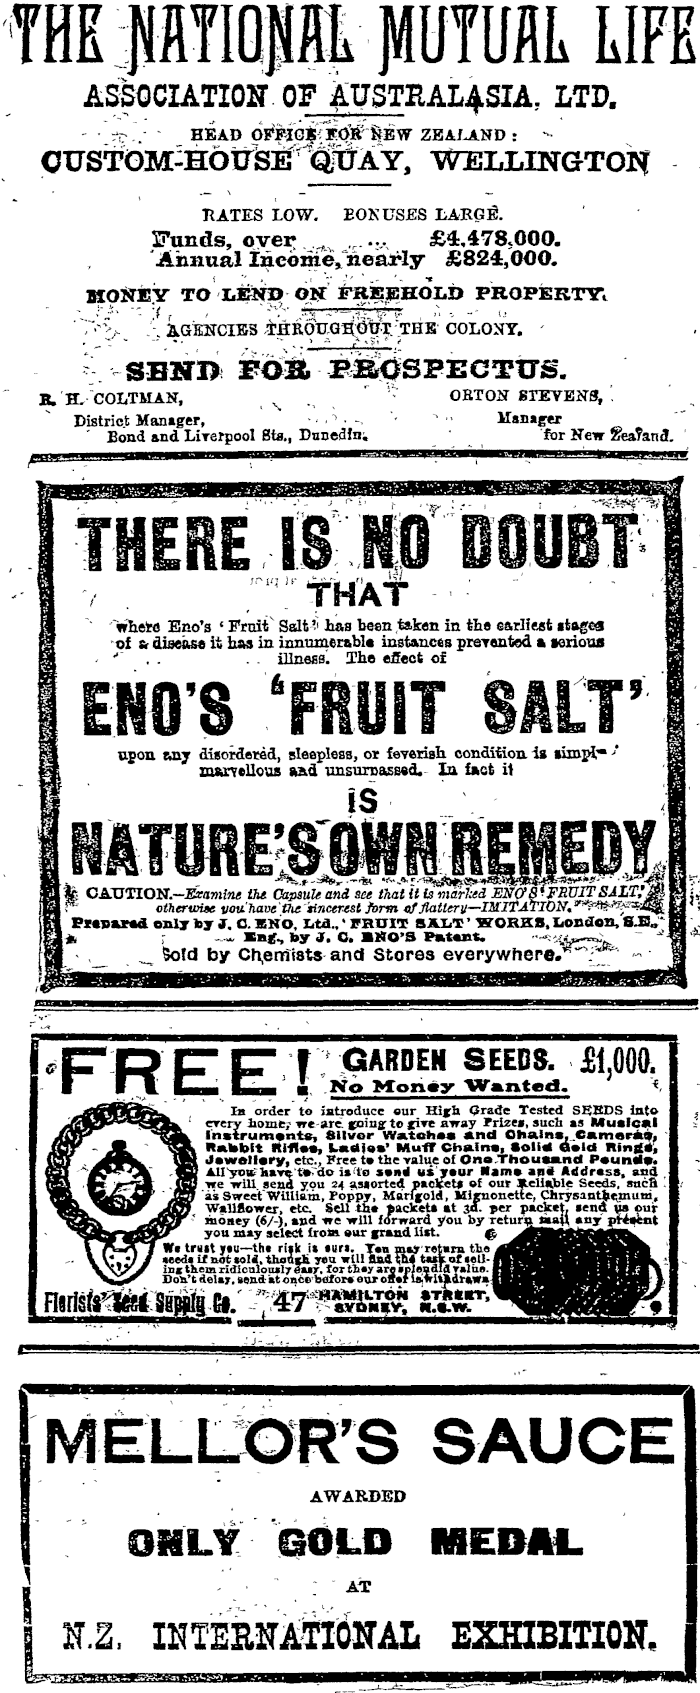 THE NATIONAL MUTUAL LIFE
ASSOCIATION OF AUSTRALASIA, LTD.
HEAD OFFICE FOR NEW ZEALAND:
CUSTOM-HOUSE QUAY, WELLINGTON
RATES LOW. BONUSES LARGE.
Funds, over ... £4,478,000.
Annual Income, nearly £824,000.
MONEY TO LEND ON FREEHOLD PROPERTY.
AGENCIES THROUGHOUT THE COLONY.
SEND FOR PROSPECTUS.
R. H. COLTMAN, ORTON STEVENS,
District Manager, Manager
Bond and Liverpool Sts., Dunedin. for New Zealand.
THERE IS NO DOUBT
THAT
where Eno's 'Fruit Salt' has been taken in the earliest stages
of a disease it has in innumerable instances prevented a serious
illness. The effect of
ENO'S 'FRUIT SALT'
upon any disordered, sleepless, or feverish condition is simply
marvellous and unsurpassed. In fact it
IS
NATURE'S OWN REMEDY
CAUTION.—Examine the Capsule and see that it is marked ENO'S 'FRUIT SALT,'
otherwise you have the sincerest form of flattery—IMITATION.
Prepared only by J. C. ENO, Ltd., 'FRUIT SALT' WORKS, London, S.E.,
Eng., by J. C. ENO'S Patent.
Sold by Chemists and Stores everywhere.
FREE! GARDEN SEEDS. £1,000.
No Money Wanted.
In order to introduce our High Grade Tested SEEDS into
every home, we are going to give away Prizes, such as Musical
Instruments, Silver Watches and Chains, Cameras,
Rabbit Rifles, Ladies' Muff Chains, Solid Gold Rings,
Jewellery, etc., Free to the value of One Thousand Pounds.
All you have to do is to send us your Name and Address, and
we will send you 24 assorted packets of our Reliable Seeds, such
as Sweet William, Poppy, Marigold, Mignonette, Chrysanthemum,
Wallflower, etc. Sell the packets at 3d. per packet, send us our
money (6/-), and we will forward you by return mail any present
you may select from our grand list.
We trust you—the risk is ours. You may return the
seeds if not sold, though you will find the task of sell-
ing them ridiculously easy, for they are splendid value.
Don't delay, send at once before our offer is withdrawn
Florists' Seed Supply Co. 47 HAMILTON STREET,
SYDNEY, N.S.W.
MELLOR'S SAUCE
AWARDED
ONLY GOLD MEDAL
AT
N.Z. INTERNATIONAL EXHIBITION.